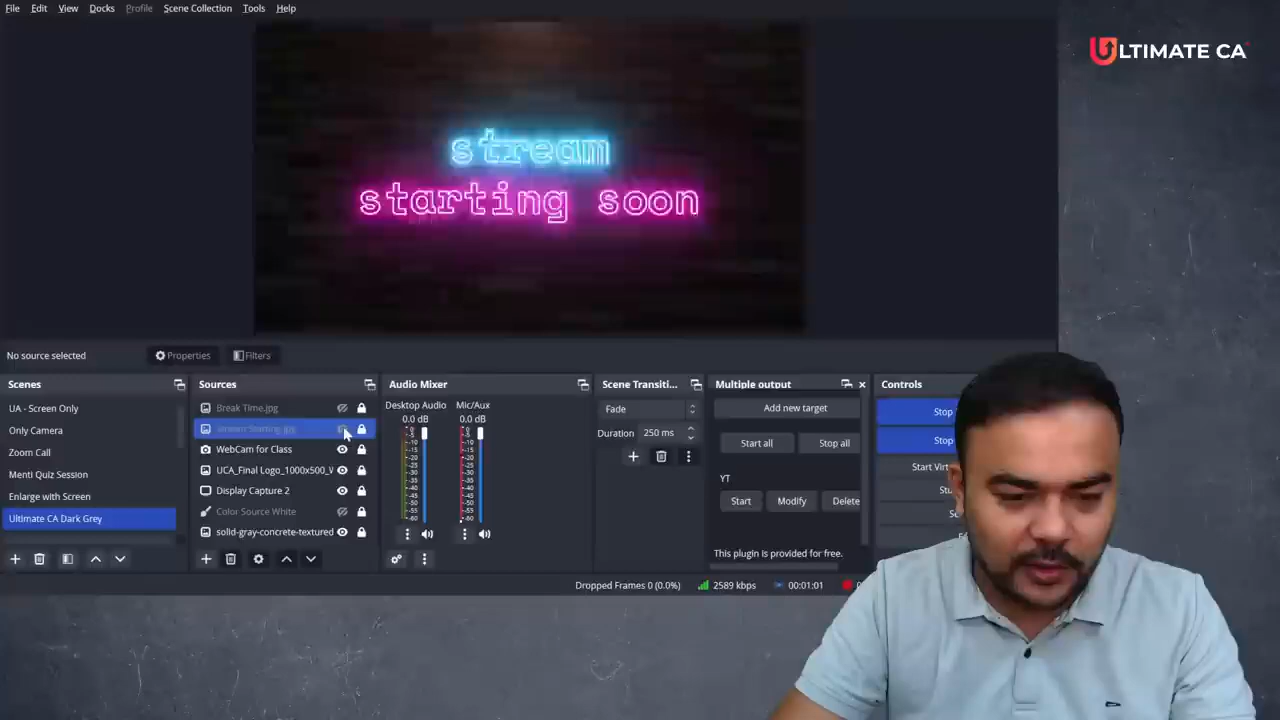 File Edit View Docks Profile Scene Collection Tools Help
ULTIMATE CA
stream
starting soon
No source selected Properties Filters
Scenes
UA - Screen Only
Only Camera
Zoom Call
Menti Quiz Session
Enlarge with Screen
Ultimate CA Dark Grey
Sources
Break Time.jpg
Stream Starting.jpg
WebCam for Class
UCA_Final Logo_1000x500_V
Display Capture 2
Color Source White
solid-gray-concrete-textured
Audio Mixer
Desktop Audio Mic/Aux
0.0 dB 0.0 dB
Scene Transiti...
Fade
Duration 250 ms
Multiple output
Add new target
Start all Stop all
YT
Start Modify Delete
This plugin is provided for free.
Controls
Stop
Stop
Start Virt
Dropped Frames 0 (0.0%) 2589 kbps 00:01:01